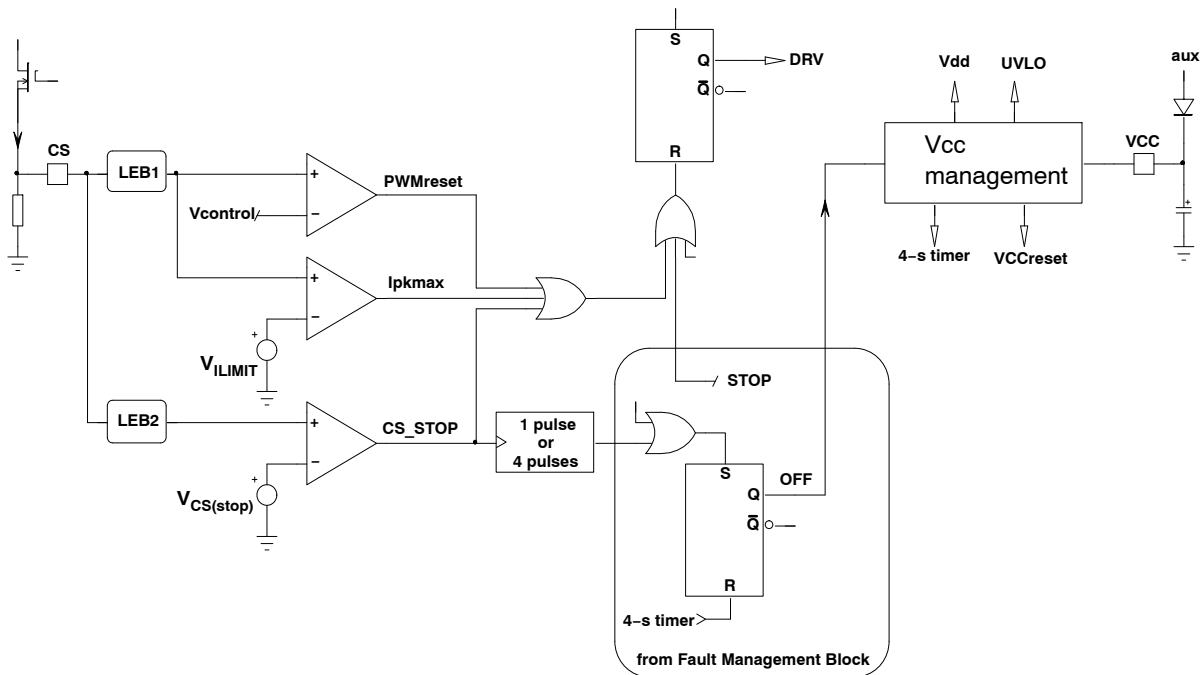 S
Q
DRV
Q̅
R
Vdd
UVLO
aux
CS
LEB1
+
−
Vcontrol
PWMreset
Vcc
management
VCC
+
4−s timer
VCCreset
+
−
Ipkmax
+
VILIMIT
STOP
LEB2
+
−
CS_STOP
1 pulse
or
4 pulses
+
VCS(stop)
S
Q
OFF
Q̅
R
4−s timer
from Fault Management Block